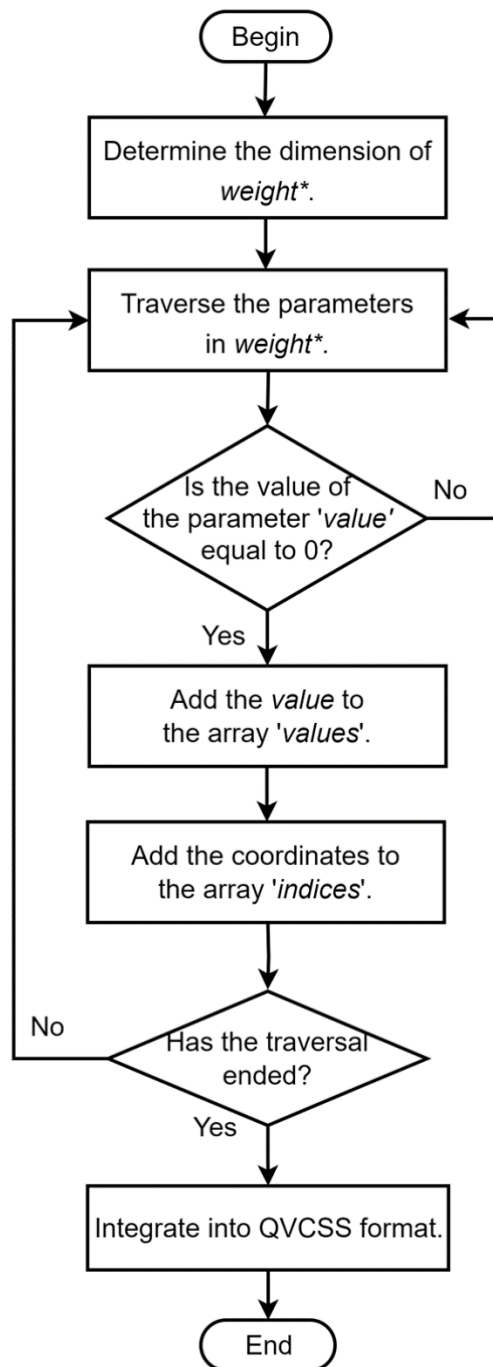 Begin
Determine the dimension of
weight*.
Traverse the parameters
in weight*.
Is the value of
the parameter 'value'
equal to 0?
No
Yes
Add the value to
the array 'values'.
Add the coordinates to
the array 'indices'.
No
Has the traversal
ended?
Yes
Integrate into QVCSS format.
End